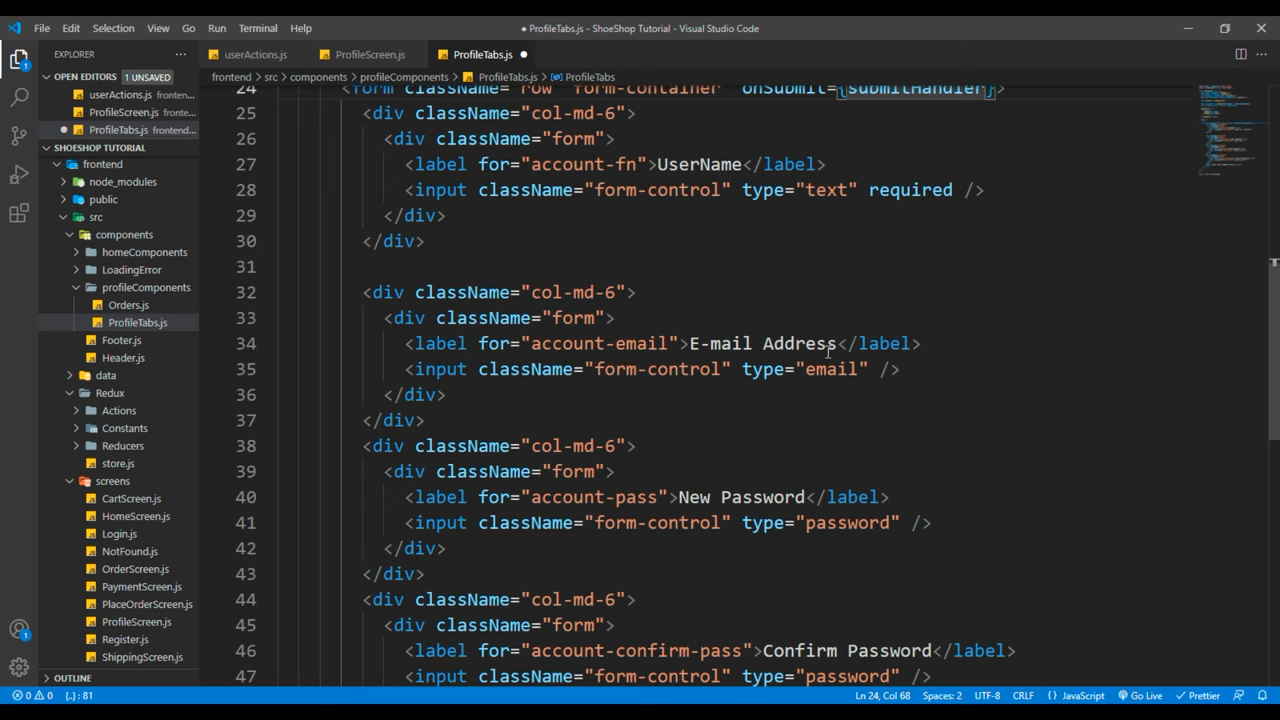 File Edit Selection View Go Run Terminal Help
● ProfileTabs.js - ShoeShop Tutorial - Visual Studio Code
EXPLORER ···
userActions.js
ProfileScreen.js
ProfileTabs.js ●
frontend > src > components > profileComponents > ProfileTabs.js > ProfileTabs
OPEN EDITORS 1 UNSAVED
userActions.js frontend...
ProfileScreen.js fronte...
● ProfileTabs.js frontend...
SHOESHOP TUTORIAL
frontend
node_modules
public
src
components
homeComponents
LoadingError
profileComponents
Orders.js
ProfileTabs.js
Footer.js
Header.js
data
Redux
Actions
Constants
Reducers
store.js
screens
CartScreen.js
HomeScreen.js
Login.js
NotFound.js
OrderScreen.js
PaymentScreen.js
PlaceOrderScreen.js
ProfileScreen.js
Register.js
ShippingScreen.js
OUTLINE
1
1
24 <form className="row form-container" onSubmit={submitHandler}>
25 <div className="col-md-6">
26 <div className="form">
27 <label for="account-fn">UserName</label>
28 <input className="form-control" type="text" required />
29 </div>
30 </div>
31
32 <div className="col-md-6">
33 <div className="form">
34 <label for="account-email">E-mail Address</label>
35 <input className="form-control" type="email" />
36 </div>
37 </div>
38 <div className="col-md-6">
39 <div className="form">
40 <label for="account-pass">New Password</label>
41 <input className="form-control" type="password" />
42 </div>
43 </div>
44 <div className="col-md-6">
45 <div className="form">
46 <label for="account-confirm-pass">Confirm Password</label>
47 <input className="form-control" type="password" />
0 0 {..} : 81
Ln 24, Col 68 Spaces: 2 UTF-8 CRLF {} JavaScript Go Live ✓ Prettier